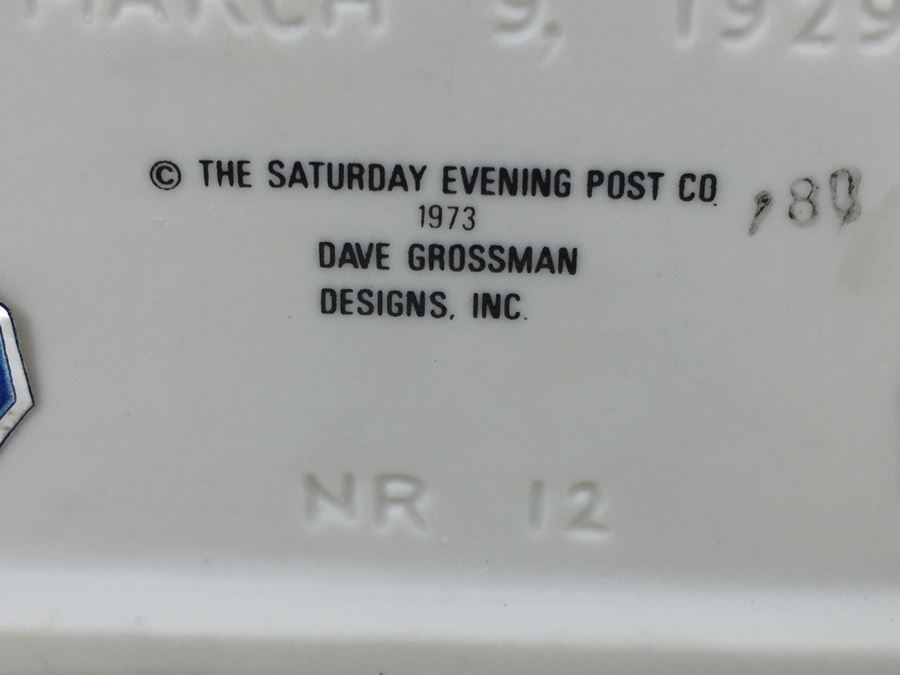 MARCH 9, 1929
© THE SATURDAY EVENING POST CO.
1973
DAVE GROSSMAN
DESIGNS, INC.
NR 12